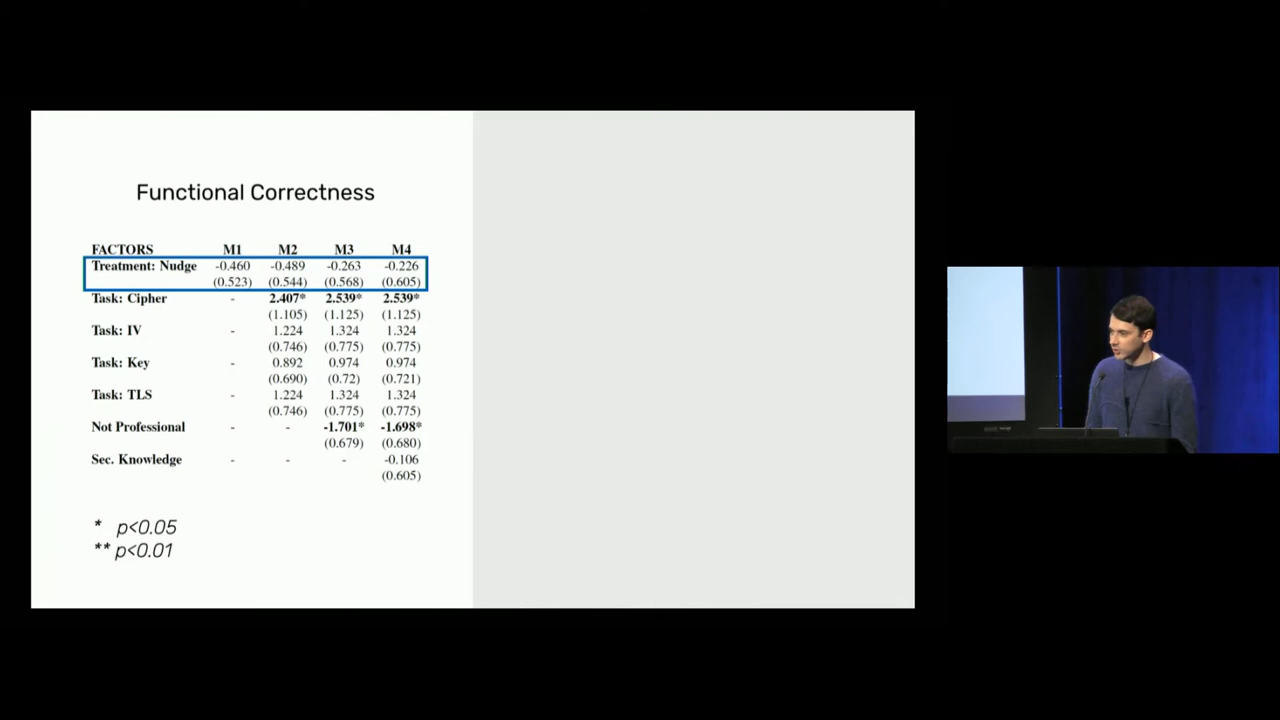 Functional Correctness
FACTORS M1 M2 M3 M4
Treatment: Nudge -0.460 -0.489 -0.263 -0.226
(0.523) (0.544) (0.568) (0.605)
Task: Cipher - 2.407* 2.539* 2.539*
(1.105) (1.125) (1.125)
Task: IV - 1.224 1.324 1.324
(0.746) (0.775) (0.775)
Task: Key - 0.892 0.974 0.974
(0.690) (0.72) (0.721)
Task: TLS - 1.224 1.324 1.324
(0.746) (0.775) (0.775)
Not Professional - - -1.701* -1.698*
(0.679) (0.680)
Sec. Knowledge - - - -0.106
(0.605)
* p<0.05
** p<0.01